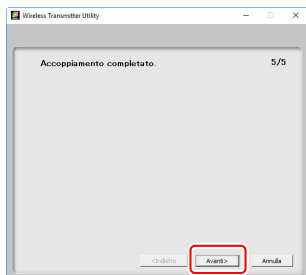 Wireless Transmitter Utility
Accoppiamento completato. 5/5
<Indietro Avanti> Annulla